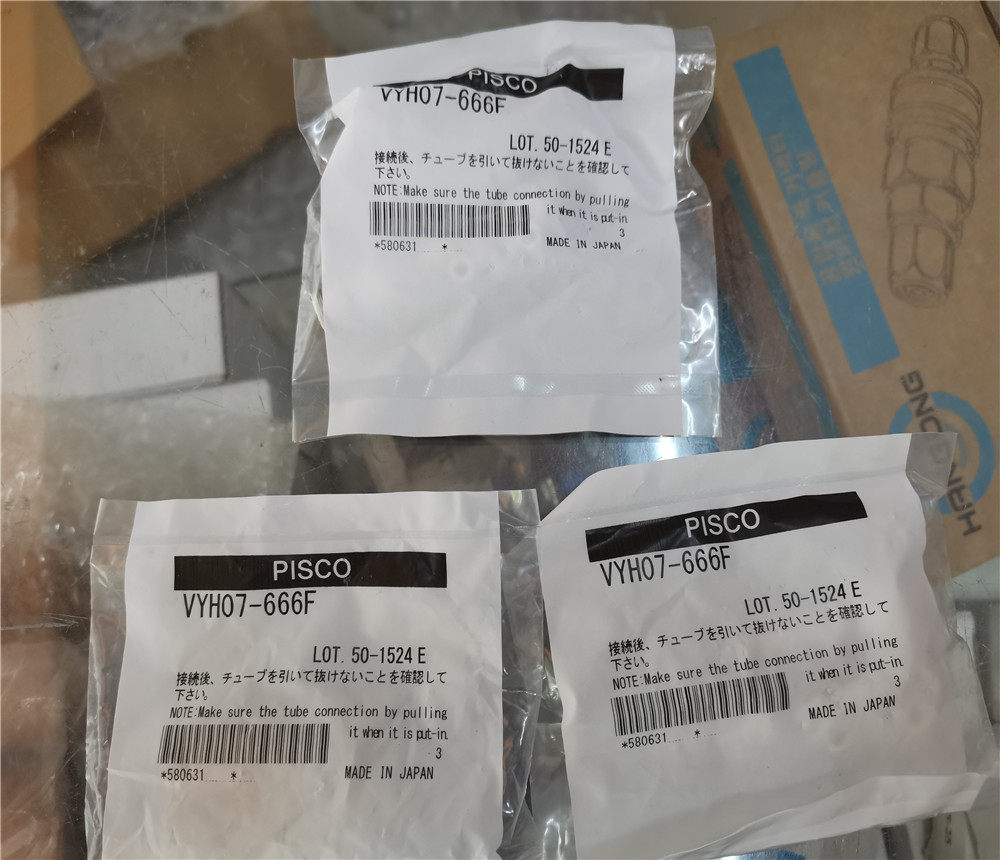 PISCO
VYH07-666F
LOT. 50-1524 E
接続後、チューブを引いて抜けないことを確認して
下さい。
NOTE:Make sure the tube connection by pulling
it when it is put-in.
3
*580631 *
MADE IN JAPAN
PISCO
VYH07-666F
LOT. 50-1524 E
接続後、チューブを引いて抜けないことを確認して
下さい。
NOTE:Make sure the tube connection by pulling
it when it is put-in.
3
*580631 *
MADE IN JAPAN
PISCO
VYH07-666F
LOT. 50-1524 E
接続後、チューブを引いて抜けないことを確認して
下さい。
NOTE:Make sure the tube connection by pulling
it when it is put-in.
3
*580631 *
MADE IN JAPAN